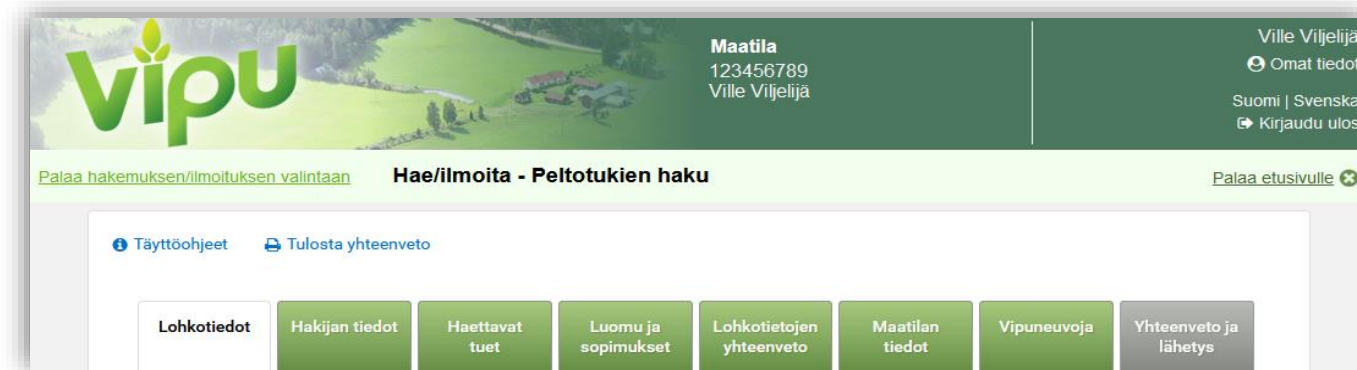 vipu
Maatila
123456789
Ville Viljelijä
Ville Viljelijä
Omat tiedot
Suomi | Svenska
Kirjaudu ulos
Palaa hakemuksen/ilmoituksen valintaan
Hae/ilmoita - Peltotukien haku
Palaa etusivulle
Täyttöohjeet
Tulosta yhteenveto
Lohkotiedot
Hakijan tiedot
Haettavat
tuet
Luomu ja
sopimukset
Lohkotietojen
yhteenveto
Maatilan
tiedot
Vipuneuvoja
Yhteenveto ja
lähetys